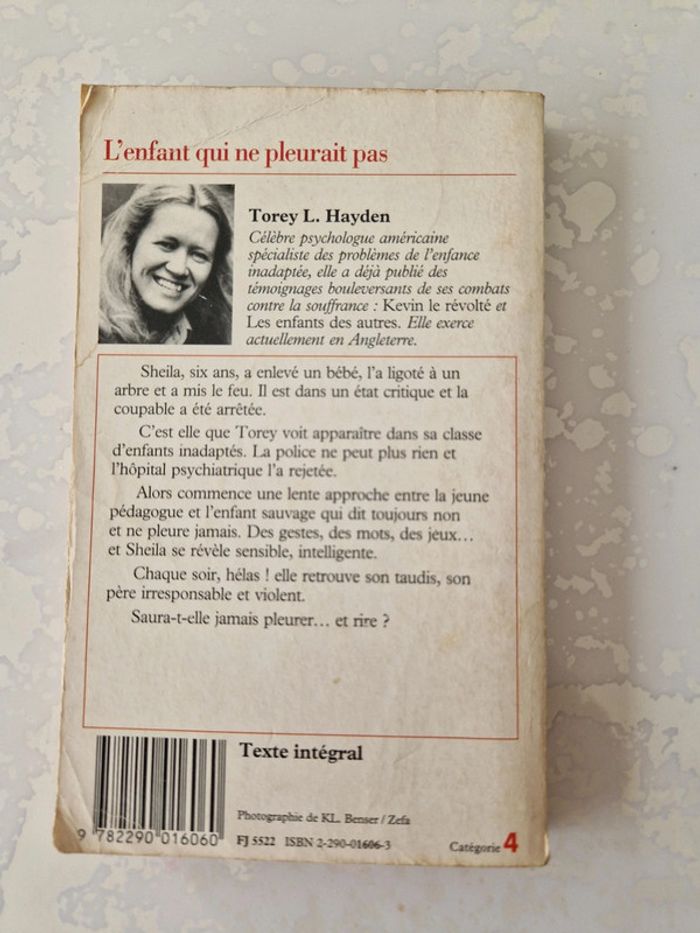 L'enfant qui ne pleurait pas
Torey L. Hayden
Célèbre psychologue américaine
spécialiste des problèmes de l'enfance
inadaptée, elle a déjà publié des
témoignages bouleversants de ses combats
contre la souffrance : Kevin le révolté et
Les enfants des autres. Elle exerce
actuellement en Angleterre.
Sheila, six ans, a enlevé un bébé, l'a ligoté à un
arbre et a mis le feu. Il est dans un état critique et la
coupable a été arrêtée.
C'est elle que Torey voit apparaître dans sa classe
d'enfants inadaptés. La police ne peut plus rien et
l'hôpital psychiatrique l'a rejetée.
Alors commence une lente approche entre la jeune
pédagogue et l'enfant sauvage qui dit toujours non
et ne pleure jamais. Des gestes, des mots, des jeux...
et Sheila se révèle sensible, intelligente.
Chaque soir, hélas ! elle retrouve son taudis, son
père irresponsable et violent.
Saura-t-elle jamais pleurer... et rire ?
Texte intégral
Photographie de KL. Benser / Zefa
9 782290 016060
FJ 5522 ISBN 2-290-01606-3
Catégorie 4